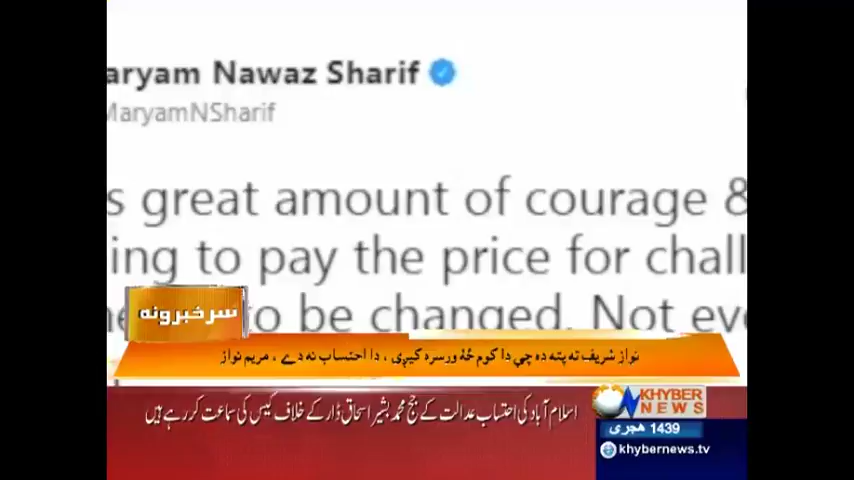 aryam Nawaz Sharif
MaryamNSharif
s great amount of courage &
ing to pay the price for chall
to be changed. Not eve
سرخبرونه
نواز شریف ته پته ده چې دا کوم څۀ ورسره کیږي ، دا احتساب نه دے ، مریم نواز
اسلام آباد کی احتساب عدالت کے جج محمد بشیر اسحاق ڈار کے خلاف کیس کی سماعت کر رہے ہیں
KHYBER
NEWS
1439 هجري
khybernews.tv